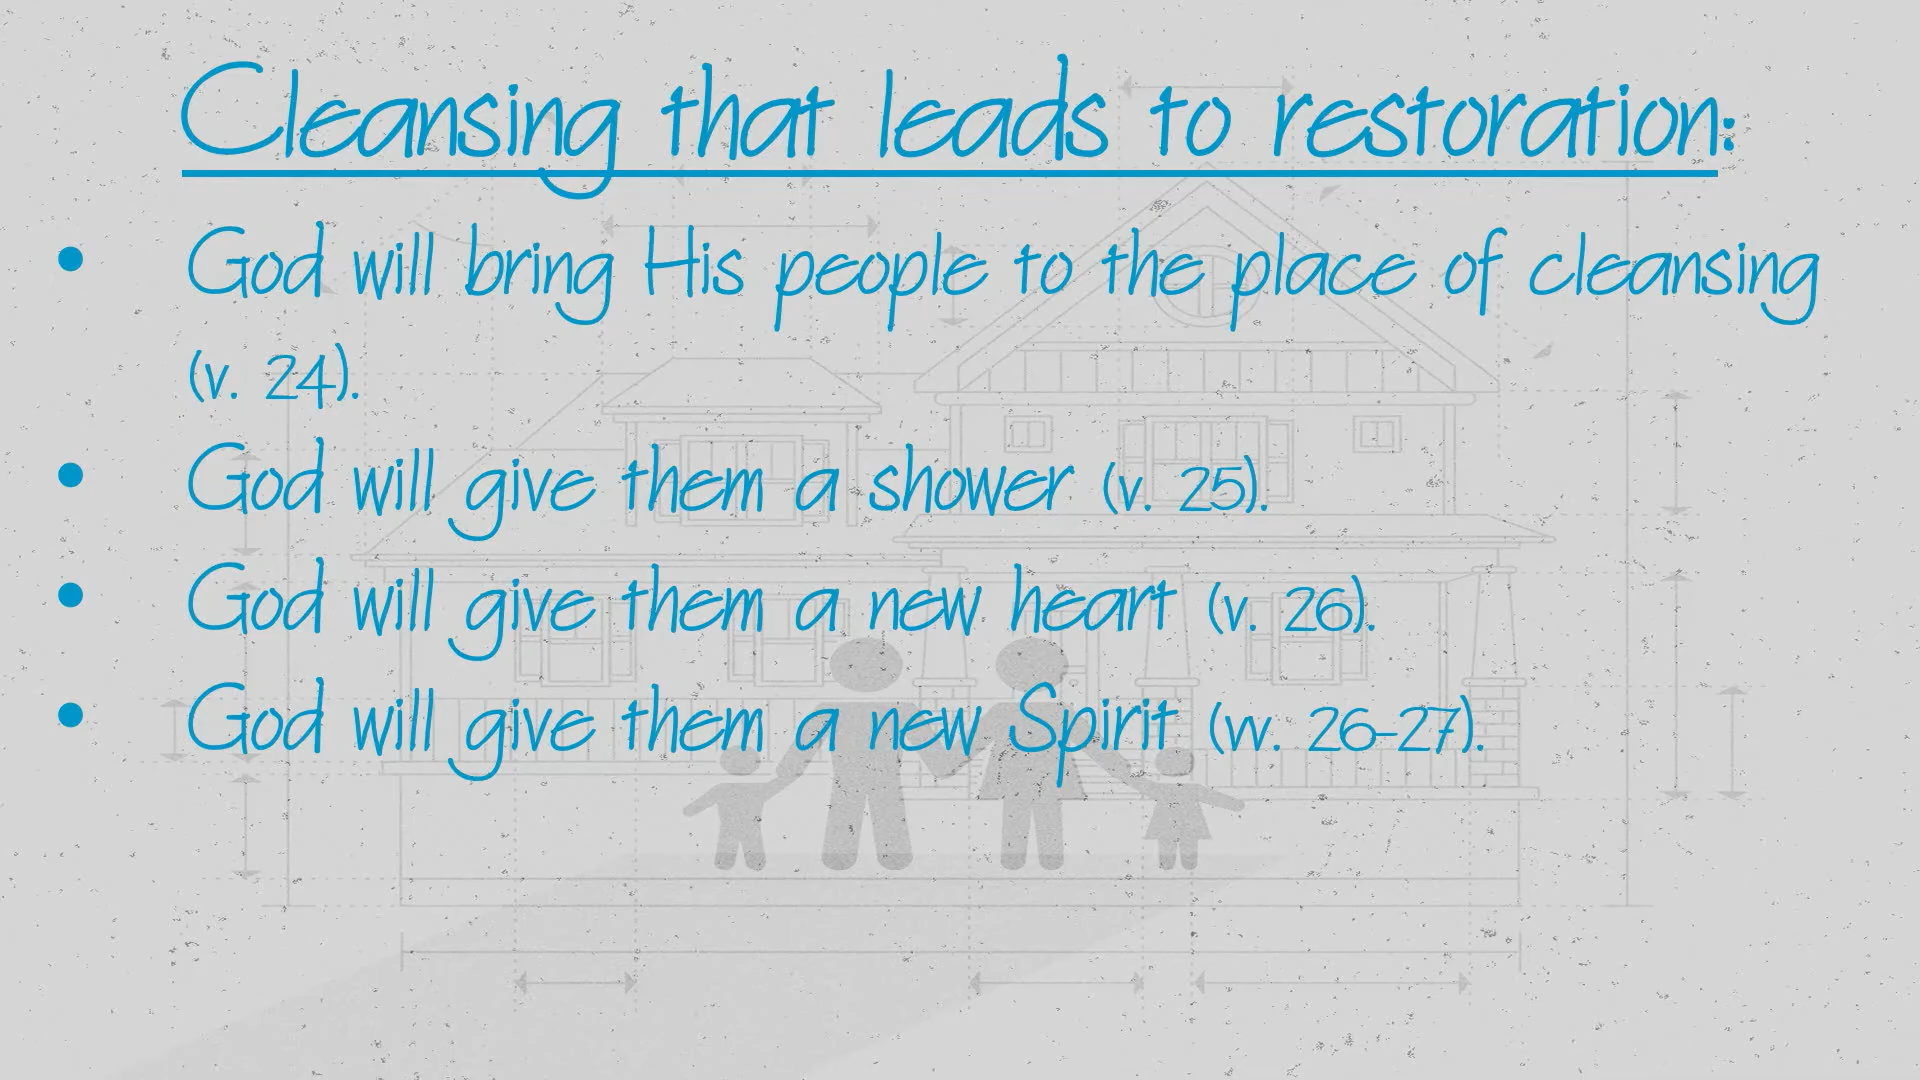 Cleansing that leads to restoration:
• God will bring His people to the place of cleansing
(v. 24).
• God will give them a shower (v. 25).
• God will give them a new heart (v. 26).
• God will give them a new Spirit (vv. 26-27).